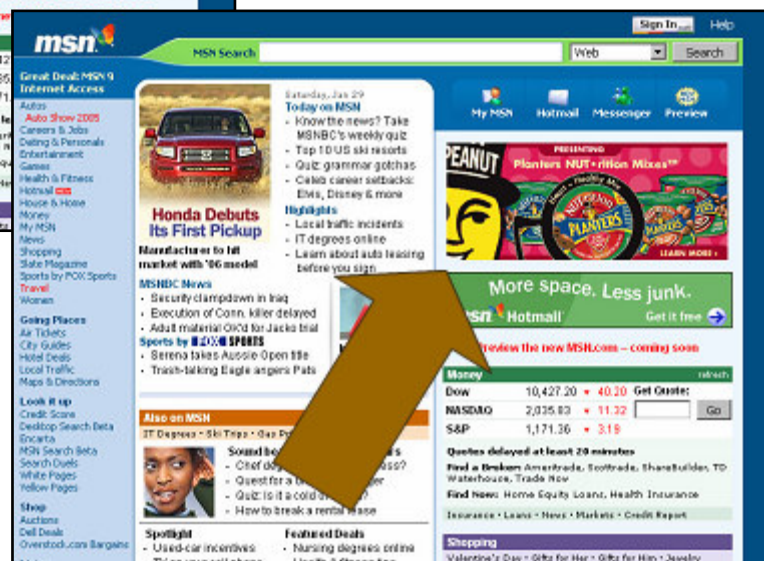 Sign In
Help
msn
MSN Search
Web
Search
Great Deal: MSN 9
Internet Access
Autos
Auto Show 2005
Careers & Jobs
Dating & Personals
Entertainment
Games
Health & Fitness
Hotmail
House & Home
Money
My MSN
News
Shopping
Slate Magazine
Sports by FOX Sports
Travel
Women
Going Places
Air Tickets
City Guides
Hotel Deals
Local Traffic
Maps & Directions
Look it up
Credit Score
Desktop Search Beta
Encarta
MSN Search Beta
Search Duels
White Pages
Yellow Pages
Shop
Auctions
Dell Deals
Overstock.com Bargains
Honda Debuts
Its First Pickup
Manufacturer to hit
market with '06 model
Saturday, Jan 29
Today on MSN
- Know the news? Take
MSNBC's weekly quiz
- Top 10 US ski resorts
- Quiz: grammar gotchas
- Celeb career setbacks:
Elvis, Disney & more
Highlights
- Local traffic incidents
- IT degrees online
- Learn about auto leasing
before you sign
MSNBC News
- Security clampdown in Iraq
- Execution of Conn. killer delayed
- Adult material OK'd for Jacko trial
Sports by FOX SPORTS
- Serena takes Aussie Open title
- Trash-talking Eagle angers Pats
Also on MSN
IT Degrees · Ski Trips · Gas
Sound
- Chef
- Quest for a
- Quiz: Is it a cold
- How to break a rental lease
Spotlight
- Used-car incentives
Featured Deals
- Nursing degrees online
My MSN
Hotmail
Messenger
Preview
PEANUT
PRESENTING
Planters NUT·rition Mixes™
PLANTERS
LEARN MORE
More space. Less junk.
msn Hotmail
Get it free
Preview the new MSN.com – coming soon
Money
refresh
Dow 10,427.20 40.20 Get Quote:
NASDAQ 2,035.83 11.32 Go
S&P 1,171.36 3.19
Quotes delayed at least 20 minutes
Find a Broker: Ameritrade, Scottrade, ShareBuilder, TD
Waterhouse, Trade Now
Find Now: Home Equity Loans, Health Insurance
Insurance · Loans · News · Markets · Credit Report
Shopping
Valentine's Day · Gifts for Her · Gifts for Him · Jewelry